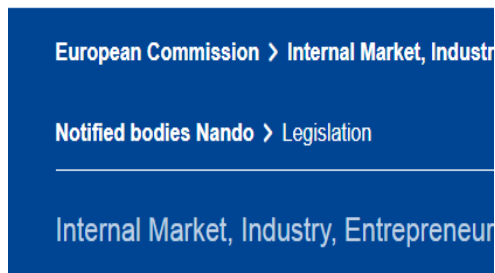 European Commission > Internal Market, Industr
Notified bodies Nando > Legislation
Internal Market, Industry, Entrepreneur